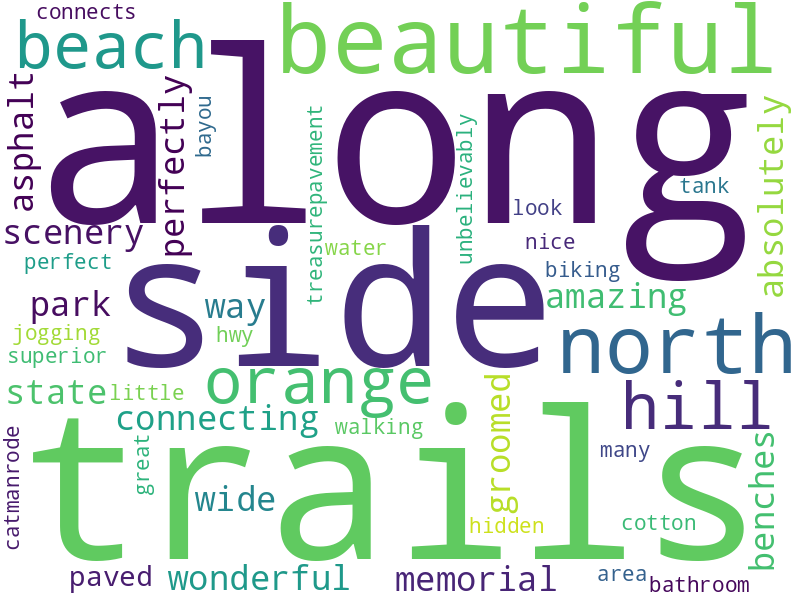 connects
beach
beautiful
along
asphalt
perfectly
bayou
treasurepavement
unbelievably
absolutely
tank
look
scenery
nice
water
perfect
side
biking
amazing
park
way
north
jogging
hwy
superior
orange
state
little
hill
connecting
walking
groomed
trails
many
benches
catmanrode
great
wide
hidden
cotton
paved
wonderful
memorial
area
bathroom